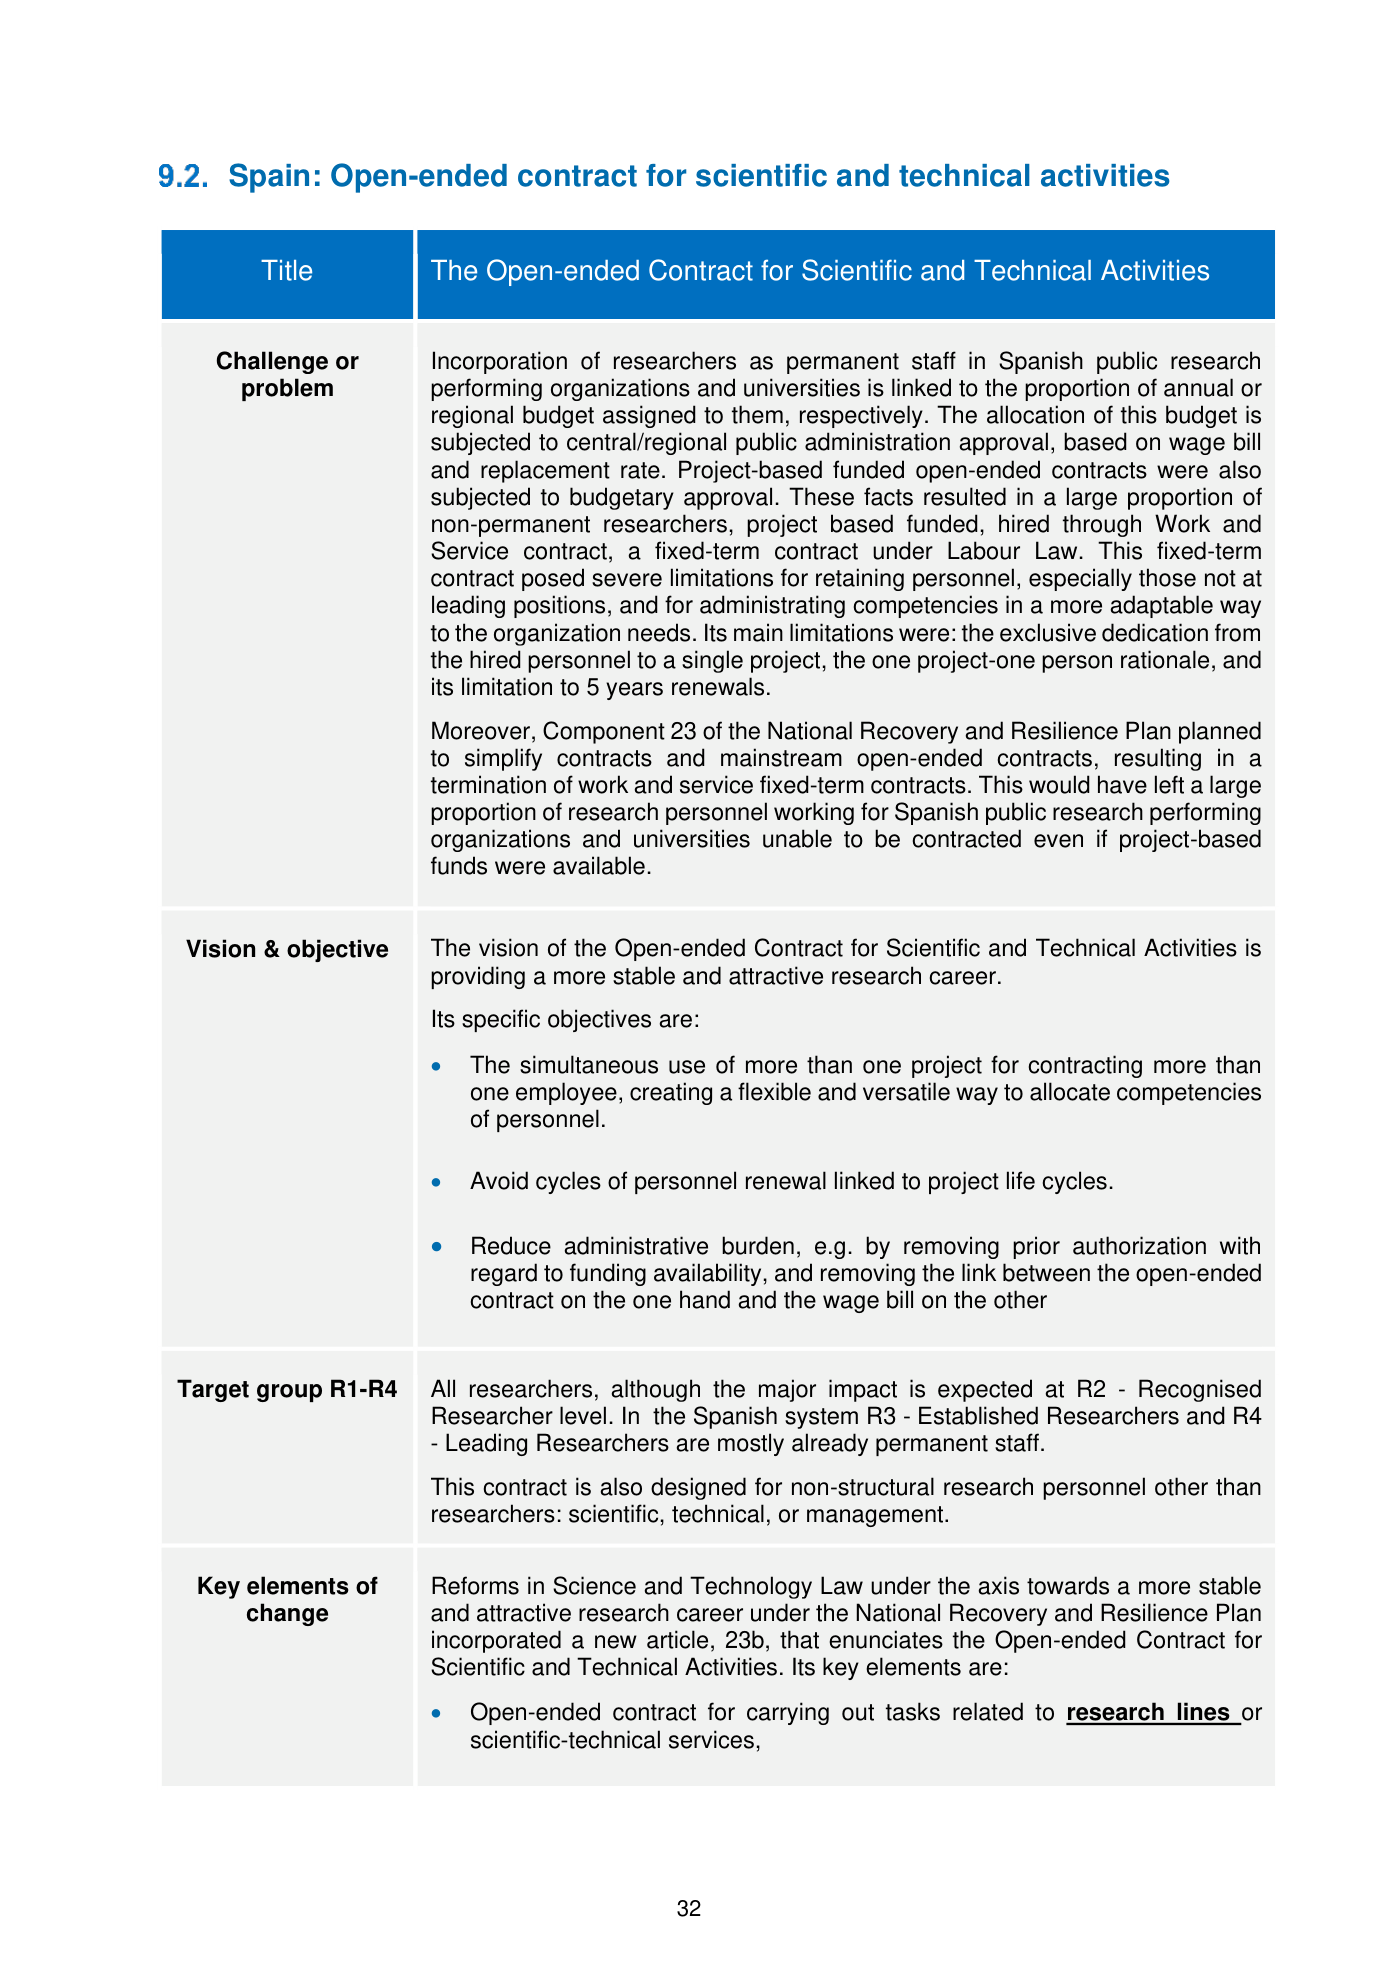 9.2. Spain: Open-ended contract for scientific and technical activities
Title
The Open-ended Contract for Scientific and Technical Activities
Challenge or
problem
Incorporation of researchers as permanent staff in Spanish public research
performing organizations and universities is linked to the proportion of annual or
regional budget assigned to them, respectively. The allocation of this budget is
subjected to central/regional public administration approval, based on wage bill
and replacement rate. Project-based funded open-ended contracts were also
subjected to budgetary approval. These facts resulted in a large proportion of
non-permanent researchers, project based funded, hired through Work and
Service contract, a fixed-term contract under Labour Law. This fixed-term
contract posed severe limitations for retaining personnel, especially those not at
leading positions, and for administrating competencies in a more adaptable way
to the organization needs. Its main limitations were: the exclusive dedication from
the hired personnel to a single project, the one project-one person rationale, and
its limitation to 5 years renewals.
Moreover, Component 23 of the National Recovery and Resilience Plan planned
to simplify contracts and mainstream open-ended contracts, resulting in a
termination of work and service fixed-term contracts. This would have left a large
proportion of research personnel working for Spanish public research performing
organizations and universities unable to be contracted even if project-based
funds were available.
Vision & objective
The vision of the Open-ended Contract for Scientific and Technical Activities is
providing a more stable and attractive research career.
Its specific objectives are:
• The simultaneous use of more than one project for contracting more than
one employee, creating a flexible and versatile way to allocate competencies
of personnel.
• Avoid cycles of personnel renewal linked to project life cycles.
• Reduce administrative burden, e.g. by removing prior authorization with
regard to funding availability, and removing the link between the open-ended
contract on the one hand and the wage bill on the other
Target group R1-R4
All researchers, although the major impact is expected at R2 - Recognised
Researcher level. In the Spanish system R3 - Established Researchers and R4
- Leading Researchers are mostly already permanent staff.
This contract is also designed for non-structural research personnel other than
researchers: scientific, technical, or management.
Key elements of
change
Reforms in Science and Technology Law under the axis towards a more stable
and attractive research career under the National Recovery and Resilience Plan
incorporated a new article, 23b, that enunciates the Open-ended Contract for
Scientific and Technical Activities. Its key elements are:
• Open-ended contract for carrying out tasks related to research lines or
scientific-technical services,
32